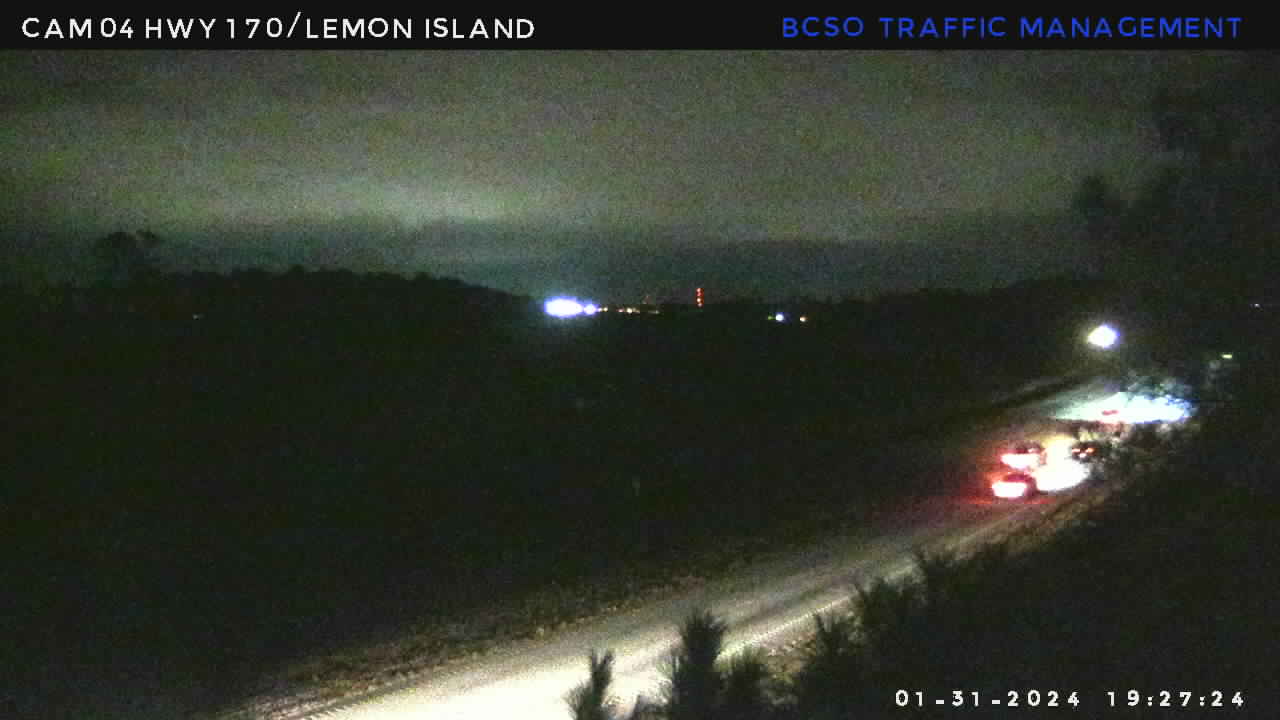 CAM04 HWY170/LEMON ISLAND
BCSO TRAFFIC MANAGEMENT
01-31-2024 19:27:24